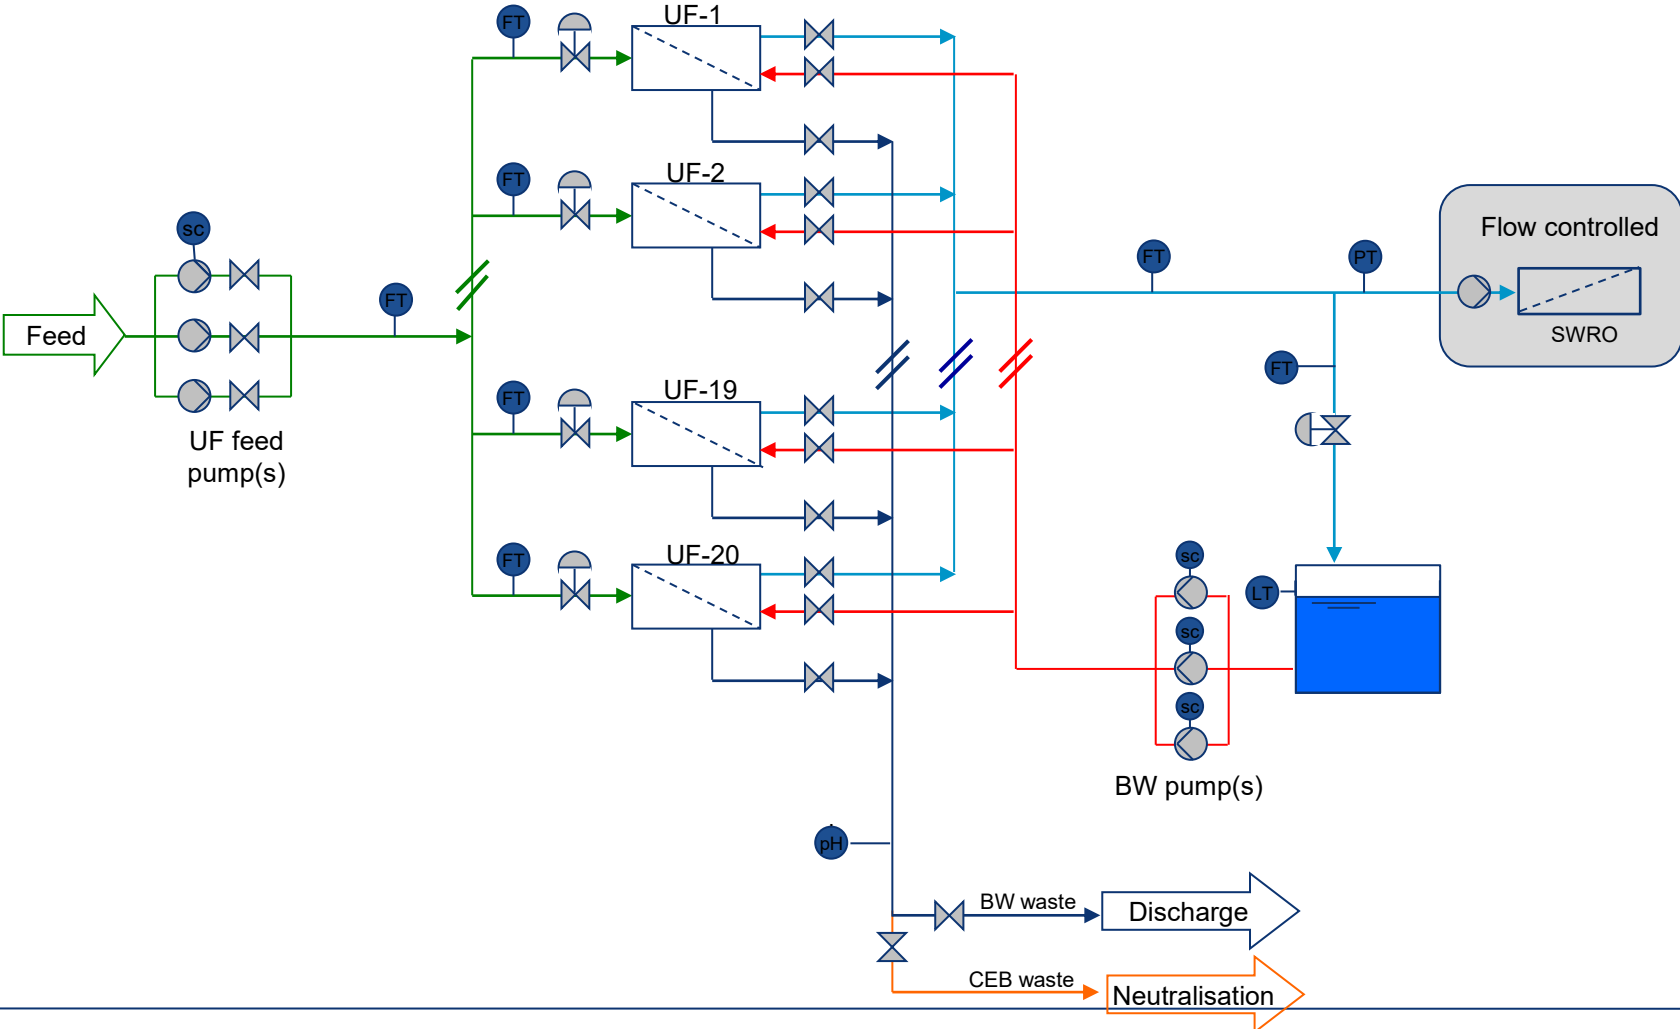 FT
UF-1
FT
UF-2
sc
FT
FT
PT
Flow controlled
SWRO
Feed
UF feed
pump(s)
FT
FT
UF-19
FT
UF-20
sc
LT
sc
sc
BW pump(s)
pH
BW waste
Discharge
CEB waste
Neutralisation